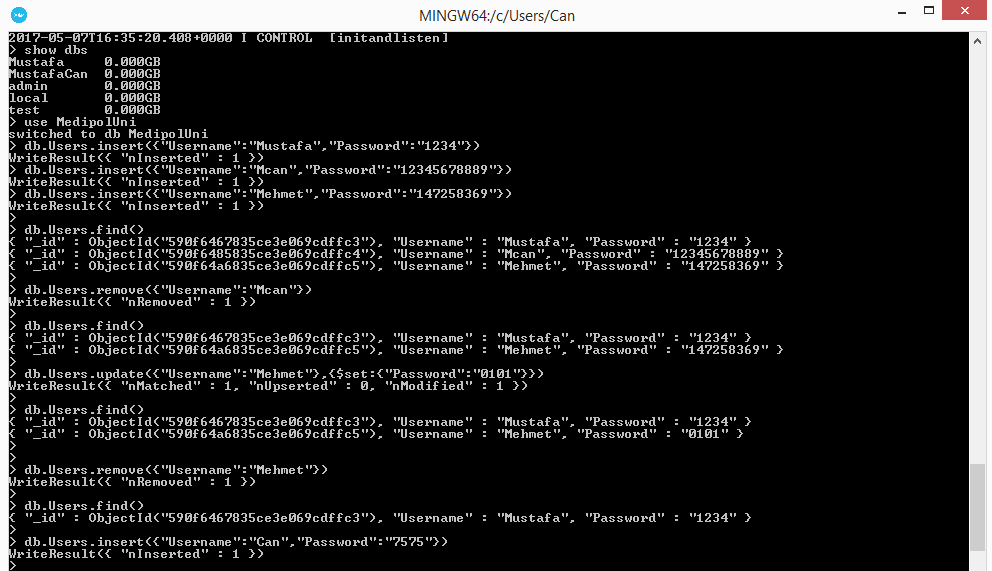 MINGW64:/c/Users/Can
2017-05-07T16:35:20.408+0000 I CONTROL  [initandlisten]
> show dbs
Mustafa     0.000GB
MustafaCan  0.000GB
admin       0.000GB
local       0.000GB
test        0.000GB
> use MedipolUni
switched to db MedipolUni
> db.Users.insert({"Username":"Mustafa","Password":"1234"})
WriteResult({ "nInserted" : 1 })
> db.Users.insert({"Username":"Mcan","Password":"12345678889"})
WriteResult({ "nInserted" : 1 })
> db.Users.insert({"Username":"Mehmet","Password":"147258369"})
WriteResult({ "nInserted" : 1 })
>
> db.Users.find()
{ "_id" : ObjectId("590f6467835ce3e069cdffc3"), "Username" : "Mustafa", "Password" : "1234" }
{ "_id" : ObjectId("590f6485835ce3e069cdffc4"), "Username" : "Mcan", "Password" : "12345678889" }
{ "_id" : ObjectId("590f64a6835ce3e069cdffc5"), "Username" : "Mehmet", "Password" : "147258369" }
>
> db.Users.remove({"Username":"Mcan"})
WriteResult({ "nRemoved" : 1 })
>
> db.Users.find()
{ "_id" : ObjectId("590f6467835ce3e069cdffc3"), "Username" : "Mustafa", "Password" : "1234" }
{ "_id" : ObjectId("590f64a6835ce3e069cdffc5"), "Username" : "Mehmet", "Password" : "147258369" }
>
> db.Users.update({"Username":"Mehmet"},{$set:{"Password":"0101"}})
WriteResult({ "nMatched" : 1, "nUpserted" : 0, "nModified" : 1 })
>
> db.Users.find()
{ "_id" : ObjectId("590f6467835ce3e069cdffc3"), "Username" : "Mustafa", "Password" : "1234" }
{ "_id" : ObjectId("590f64a6835ce3e069cdffc5"), "Username" : "Mehmet", "Password" : "0101" }
>
>
> db.Users.remove({"Username":"Mehmet"})
WriteResult({ "nRemoved" : 1 })
>
> db.Users.find()
{ "_id" : ObjectId("590f6467835ce3e069cdffc3"), "Username" : "Mustafa", "Password" : "1234" }
>
> db.Users.insert({"Username":"Can","Password":"7575"})
WriteResult({ "nInserted" : 1 })
>